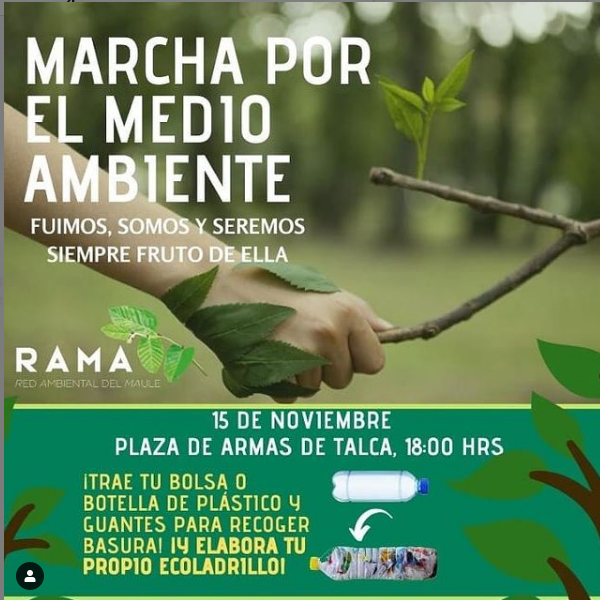 MARCHA POR
EL MEDIO
AMBIENTE
FUIMOS, SOMOS Y SEREMOS
SIEMPRE FRUTO DE ELLA
RAMA
RED AMBIENTAL DEL MAULE
15 DE NOVIEMBRE
PLAZA DE ARMAS DE TALCA, 18:00 HRS
¡TRAE TU BOLSA O
BOTELLA DE PLÁSTICO Y
GUANTES PARA RECOGER
BASURA! ¡Y ELABORA TU
PROPIO ECOLADRILLO!